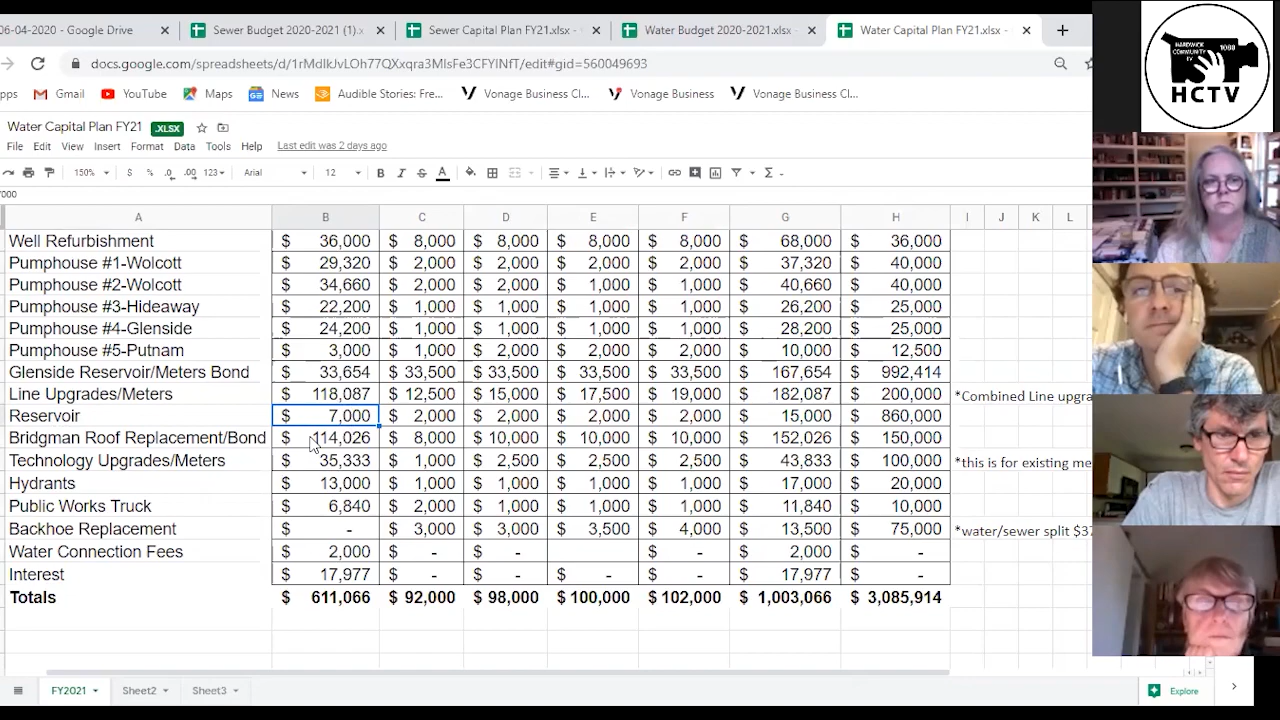 06-04-2020 - Google Drive × Sewer Budget 2020-2021 (1).x × Sewer Capital Plan FY21.xlsx - × Water Budget 2020-2021.xlsx × Water Capital Plan FY21.xlsx - × +
docs.google.com/spreadsheets/d/
Gmail YouTube Maps News Audible Stories: Fre... Vonage Business Cl... Vonage Business Vonage Business Cl...
Water Capital Plan FY21 .XLSX
File Edit View Insert Format Data Tools Help Last edit was 2 days ago
150% $ % .0 .00 123 Arial 12 B I S A
000
A B C D E F G H I J K L
Well Refurbishment $ 36,000 $ 8,000 $ 8,000 $ 8,000 $ 8,000 $ 68,000 $ 36,000
Pumphouse #1-Wolcott $ 29,320 $ 2,000 $ 2,000 $ 2,000 $ 2,000 $ 37,320 $ 40,000
Pumphouse #2-Wolcott $ 34,660 $ 2,000 $ 2,000 $ 1,000 $ 1,000 $ 40,660 $ 40,000
Pumphouse #3-Hideaway $ 22,200 $ 1,000 $ 1,000 $ 1,000 $ 1,000 $ 26,200 $ 25,000
Pumphouse #4-Glenside $ 24,200 $ 1,000 $ 1,000 $ 1,000 $ 1,000 $ 28,200 $ 25,000
Pumphouse #5-Putnam $ 3,000 $ 1,000 $ 2,000 $ 2,000 $ 2,000 $ 10,000 $ 12,500
Glenside Reservoir/Meters Bond $ 33,654 $ 33,500 $ 33,500 $ 33,500 $ 33,500 $ 167,654 $ 992,414
Line Upgrades/Meters $ 118,087 $ 12,500 $ 15,000 $ 17,500 $ 19,000 $ 182,087 $ 200,000 *Combined Line upgra
Reservoir $ 7,000 $ 2,000 $ 2,000 $ 2,000 $ 2,000 $ 15,000 $ 860,000
Bridgman Roof Replacement/Bond $ 114,026 $ 8,000 $ 10,000 $ 10,000 $ 10,000 $ 152,026 $ 150,000
Technology Upgrades/Meters $ 35,333 $ 1,000 $ 2,500 $ 2,500 $ 2,500 $ 43,833 $ 100,000 *this is for existing me
Hydrants $ 13,000 $ 1,000 $ 1,000 $ 1,000 $ 1,000 $ 17,000 $ 20,000
Public Works Truck $ 6,840 $ 2,000 $ 1,000 $ 1,000 $ 1,000 $ 11,840 $ 10,000
Backhoe Replacement $ - $ 3,000 $ 3,000 $ 3,500 $ 4,000 $ 13,500 $ 75,000 *water/sewer split $37
Water Connection Fees $ 2,000 $ - $ - $ - $ 2,000 $ -
Interest $ 17,977 $ - $ - $ - $ - $ 17,977 $ -
Totals $ 611,066 $ 92,000 $ 98,000 $ 100,000 $ 102,000 $ 1,003,066 $ 3,085,914
FY2021 Sheet2 Sheet3 Explore
HARDWICK
COMMUNITY
TV
1088
HCTV